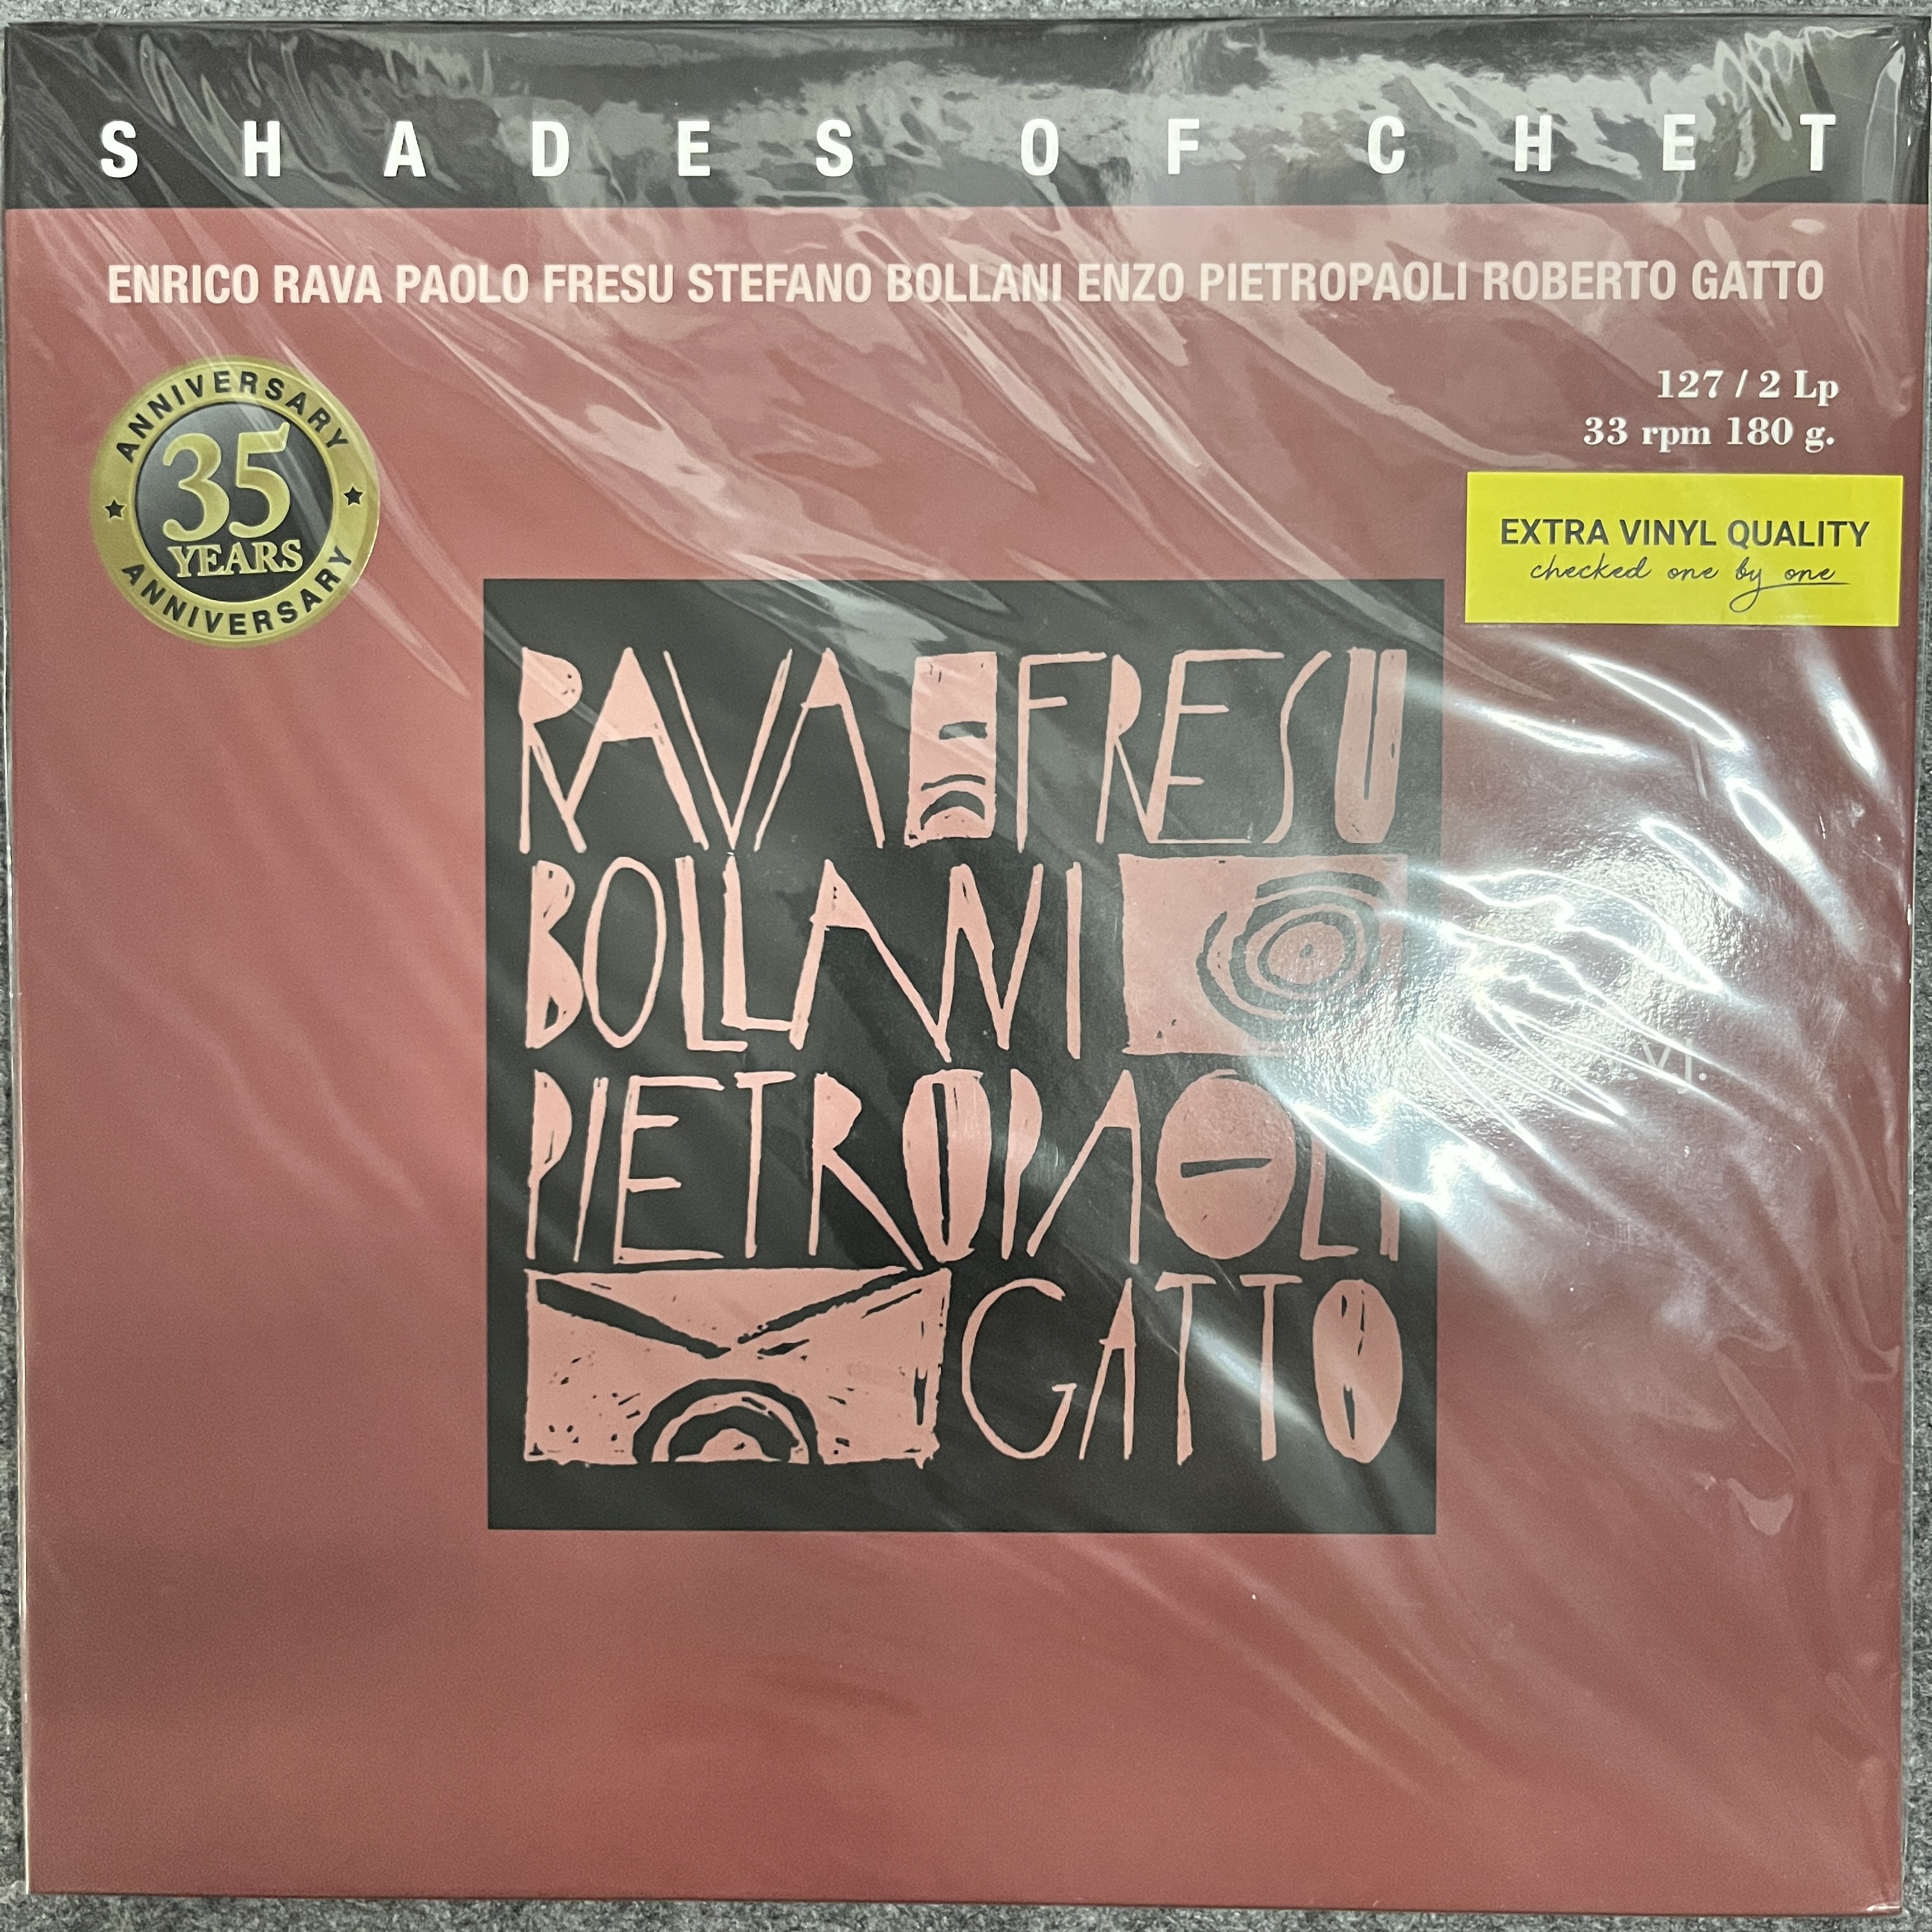 SHADES OF CHET
ENRICO RAVA PAOLO FRESU STEFANO BOLLANI ENZO PIETROPAOLI ROBERTO GATTO
ANNIVERSARY
35
YEARS
ANNIVERSARY
127 / 2 Lp
33 rpm 180 g.
EXTRA VINYL QUALITY
checked one by one
RAVA FRESU
BOLLANI
PIETROPAOLI
GATTO